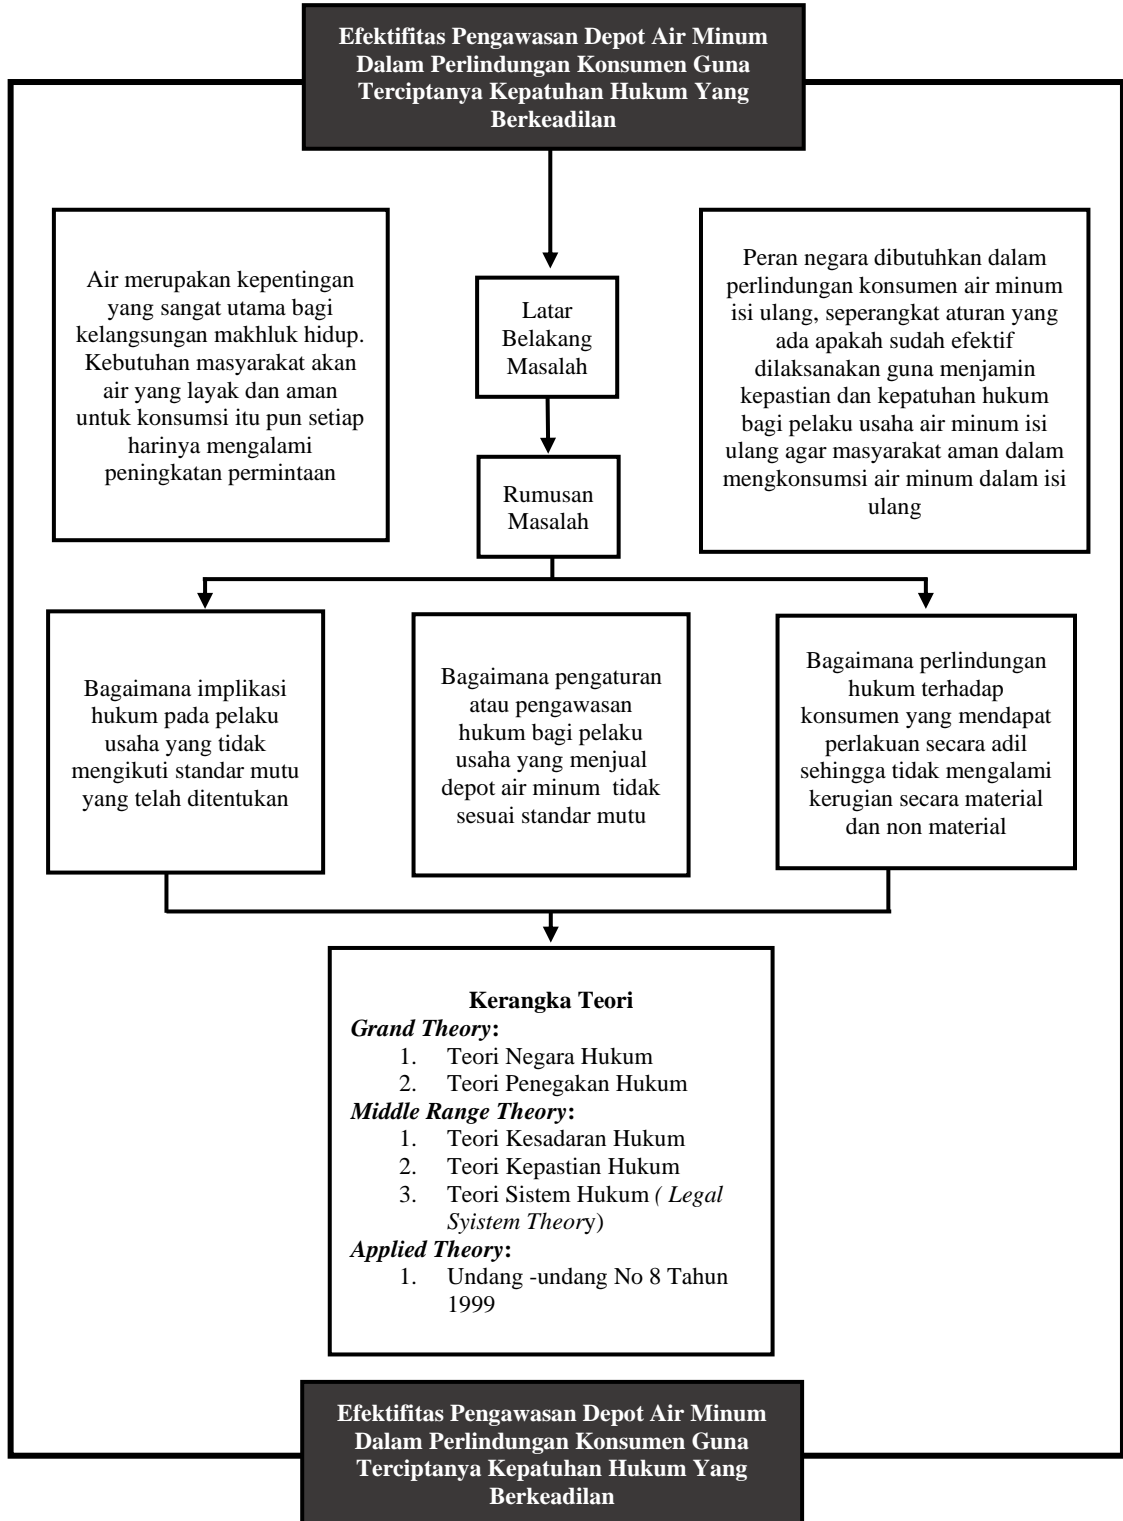 Efektifitas Pengawasan Depot Air Minum
Dalam Perlindungan Konsumen Guna
Terciptanya Kepatuhan Hukum Yang
Berkeadilan
Air merupakan kepentingan
yang sangat utama bagi
kelangsungan makhluk hidup.
Kebutuhan masyarakat akan
air yang layak dan aman
untuk konsumsi itu pun setiap
harinya mengalami
peningkatan permintaan
Latar
Belakang
Masalah
Peran negara dibutuhkan dalam
perlindungan konsumen air minum
isi ulang, seperangkat aturan yang
ada apakah sudah efektif
dilaksanakan guna menjamin
kepastian dan kepatuhan hukum
bagi pelaku usaha air minum isi
ulang agar masyarakat aman dalam
mengkonsumsi air minum dalam isi
ulang
Rumusan
Masalah
Bagaimana implikasi
hukum pada pelaku
usaha yang tidak
mengikuti standar mutu
yang telah ditentukan
Bagaimana pengaturan
atau pengawasan
hukum bagi pelaku
usaha yang menjual
depot air minum  tidak
sesuai standar mutu
Bagaimana perlindungan
hukum terhadap
konsumen yang mendapat
perlakuan secara adil
sehingga tidak mengalami
kerugian secara material
dan non material
Kerangka Teori
Grand Theory:
1. Teori Negara Hukum
2. Teori Penegakan Hukum
Middle Range Theory:
1. Teori Kesadaran Hukum
2. Teori Kepastian Hukum
3. Teori Sistem Hukum ( Legal
Syistem Theory)
Applied Theory:
1. Undang -undang No 8 Tahun
1999
Efektifitas Pengawasan Depot Air Minum
Dalam Perlindungan Konsumen Guna
Terciptanya Kepatuhan Hukum Yang
Berkeadilan